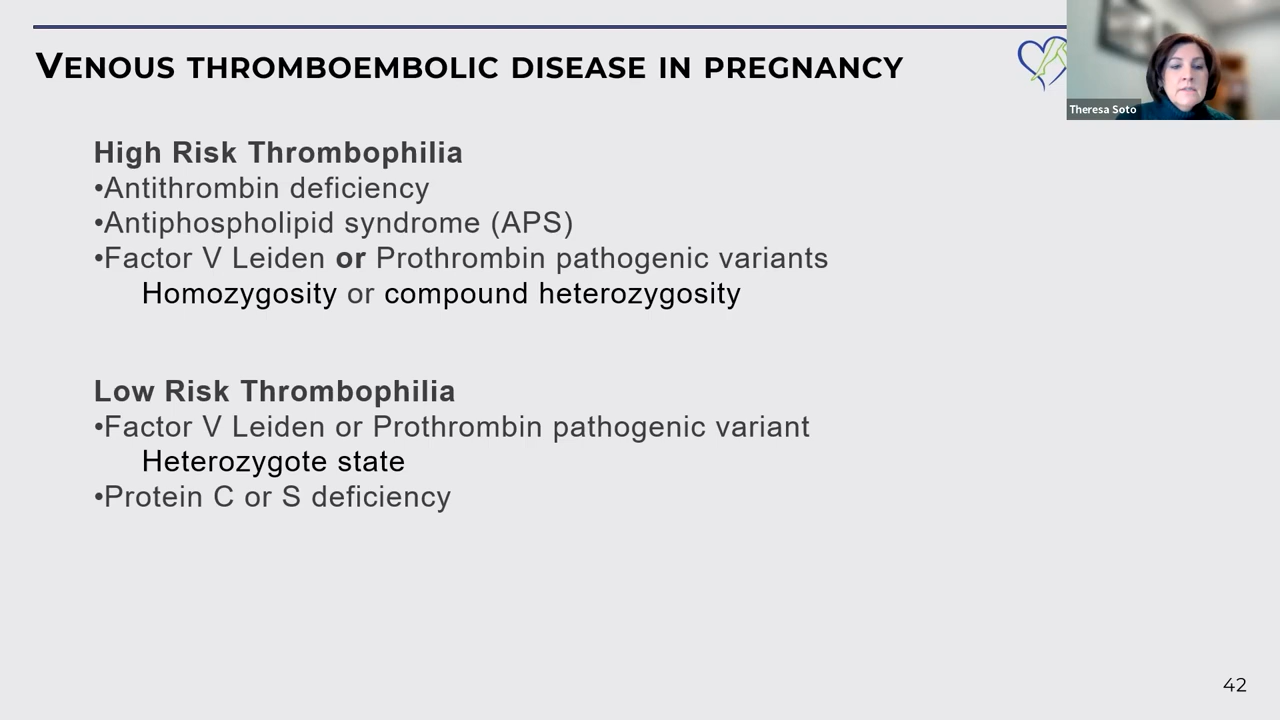 VENOUS THROMBOEMBOLIC DISEASE IN PREGNANCY
Theresa Soto
High Risk Thrombophilia
•Antithrombin deficiency
•Antiphospholipid syndrome (APS)
•Factor V Leiden or Prothrombin pathogenic variants
Homozygosity or compound heterozygosity
Low Risk Thrombophilia
•Factor V Leiden or Prothrombin pathogenic variant
Heterozygote state
•Protein C or S deficiency
42